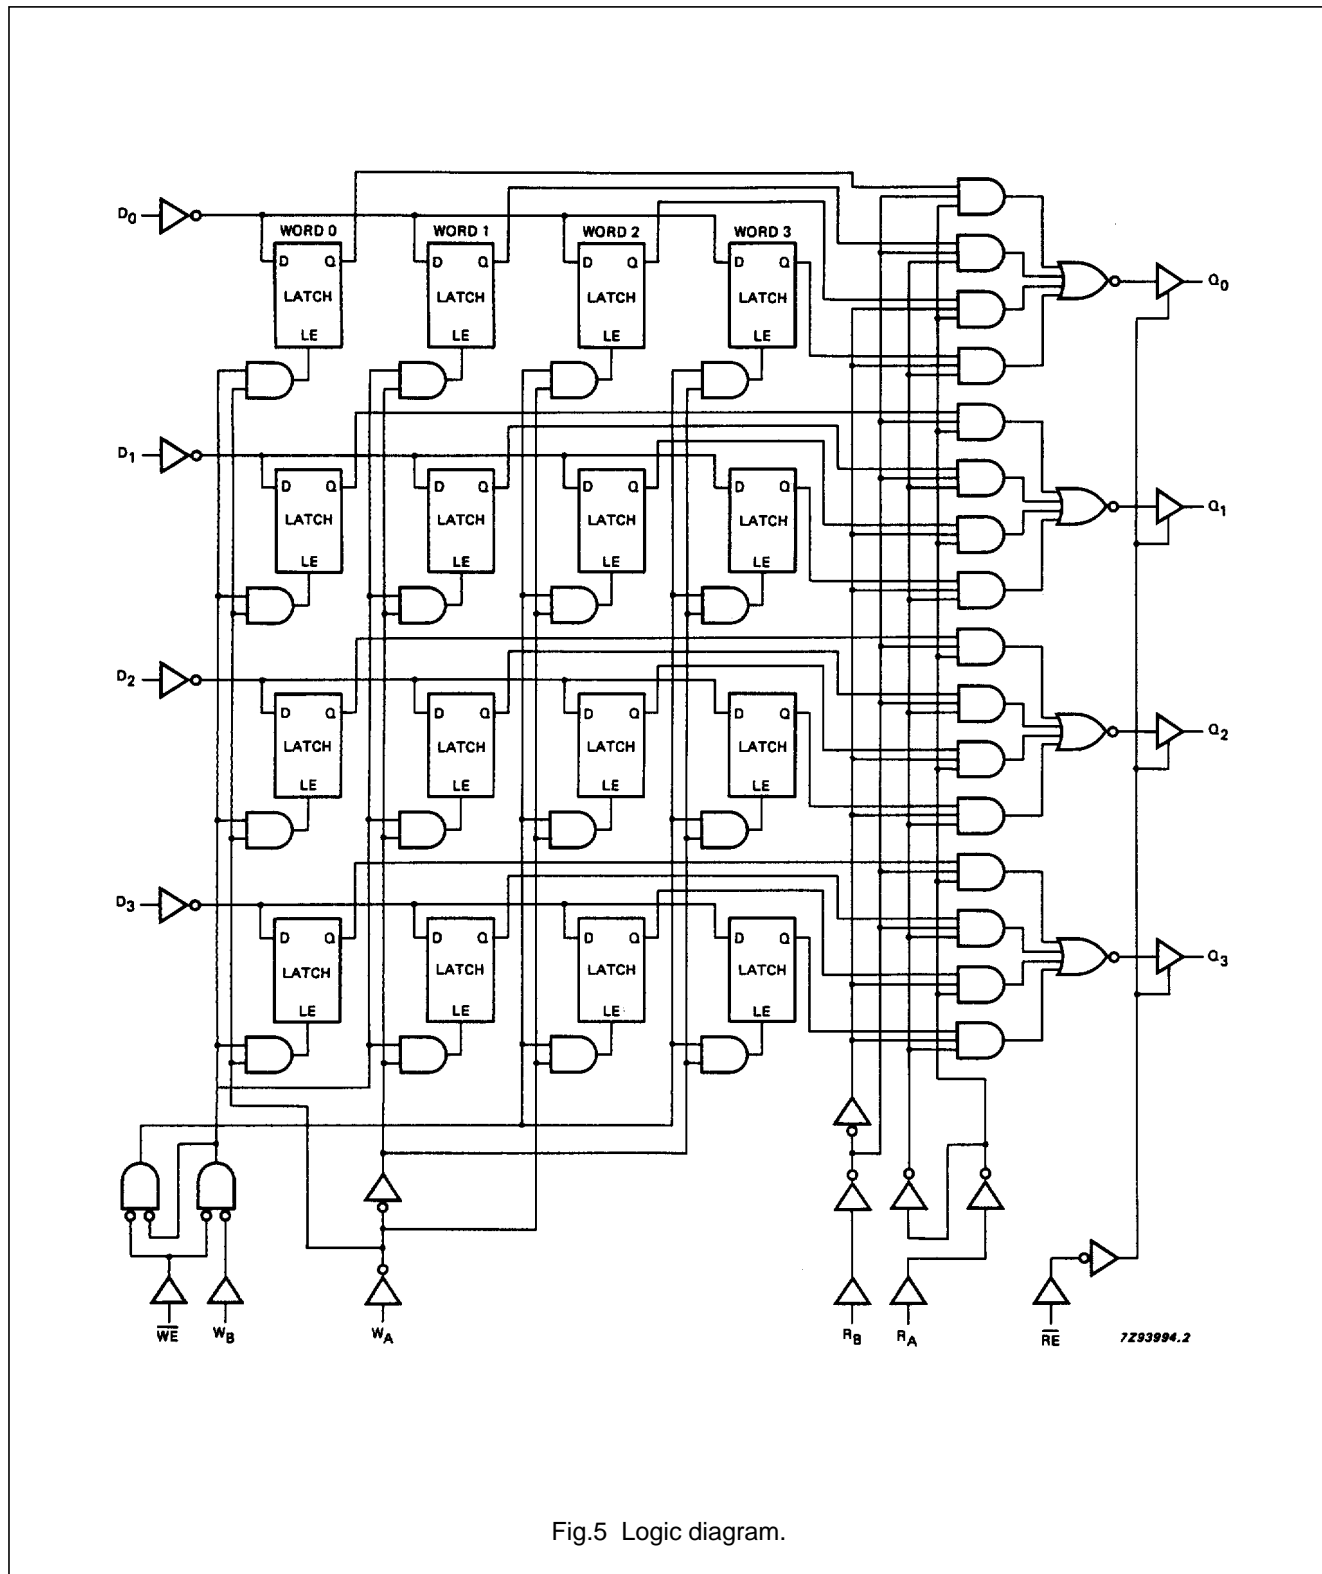 D0
Q0
WORD 0 WORD 1 WORD 2 WORD 3
D Q D Q D Q D Q
LATCH LATCH LATCH LATCH
LE LE LE LE
D1
Q1
D Q D Q D Q D Q
LATCH LATCH LATCH LATCH
LE LE LE LE
D2
Q2
D Q D Q D Q D Q
LATCH LATCH LATCH LATCH
LE LE LE LE
D3
Q3
D Q D Q D Q D Q
LATCH LATCH LATCH LATCH
LE LE LE LE
W̅E̅ WB WA RB RA R̅E̅
7Z93994.2
Fig.5 Logic diagram.